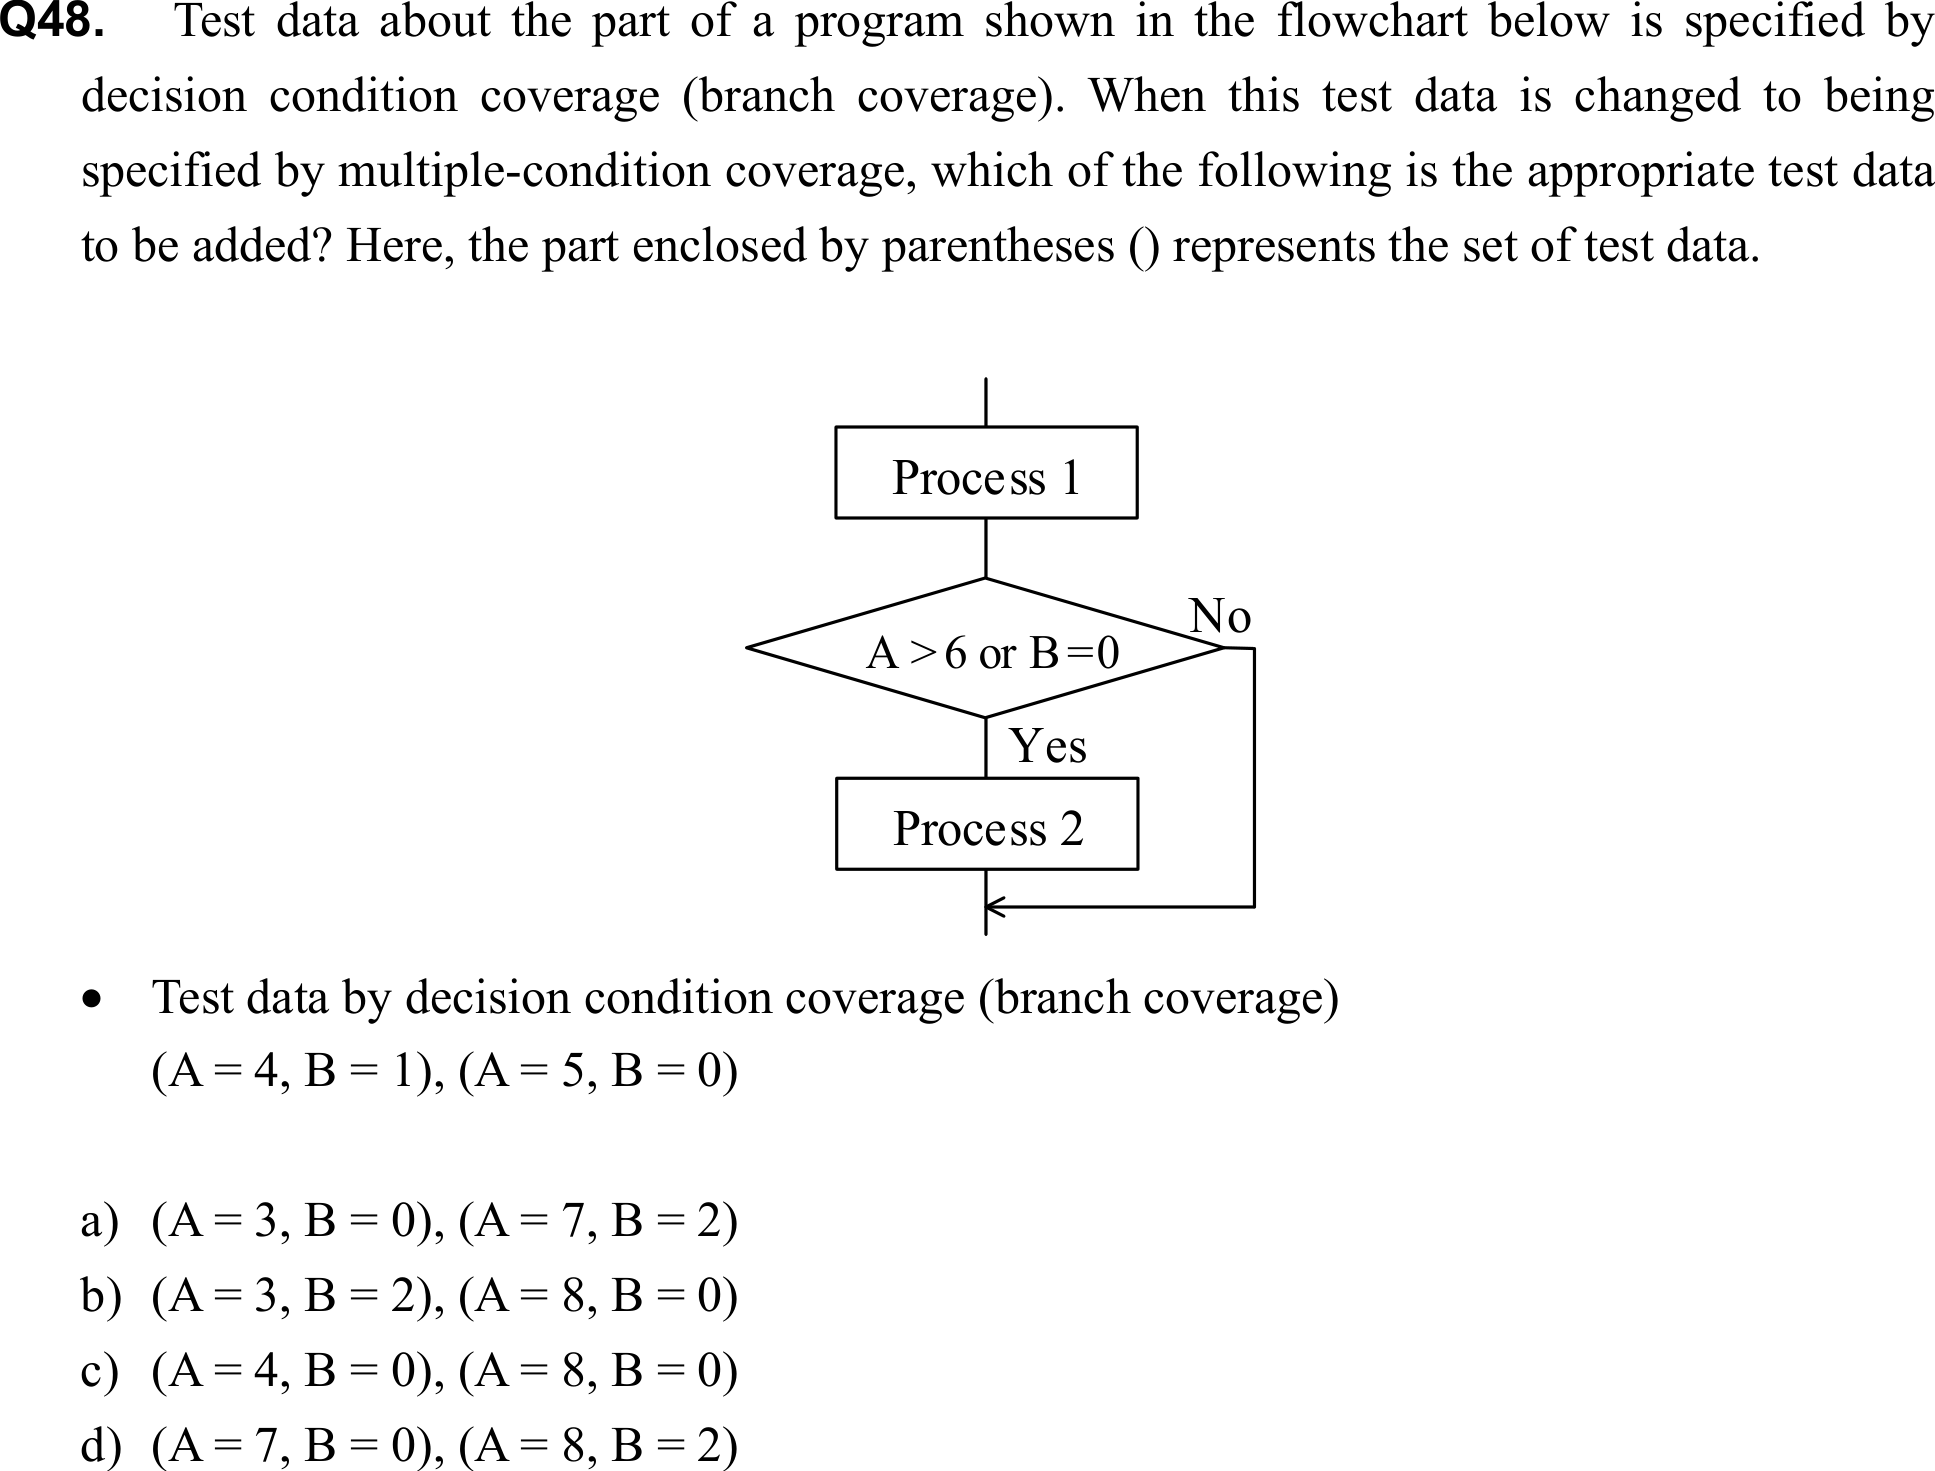 Q48. Test data about the part of a program shown in the flowchart below is specified by
decision condition coverage (branch coverage). When this test data is changed to being
specified by multiple-condition coverage, which of the following is the appropriate test data
to be added? Here, the part enclosed by parentheses () represents the set of test data.
Process 1
No
A > 6 or B = 0
Yes
Process 2
• Test data by decision condition coverage (branch coverage)
(A = 4, B = 1), (A = 5, B = 0)
a) (A = 3, B = 0), (A = 7, B = 2)
b) (A = 3, B = 2), (A = 8, B = 0)
c) (A = 4, B = 0), (A = 8, B = 0)
d) (A = 7, B = 0), (A = 8, B = 2)